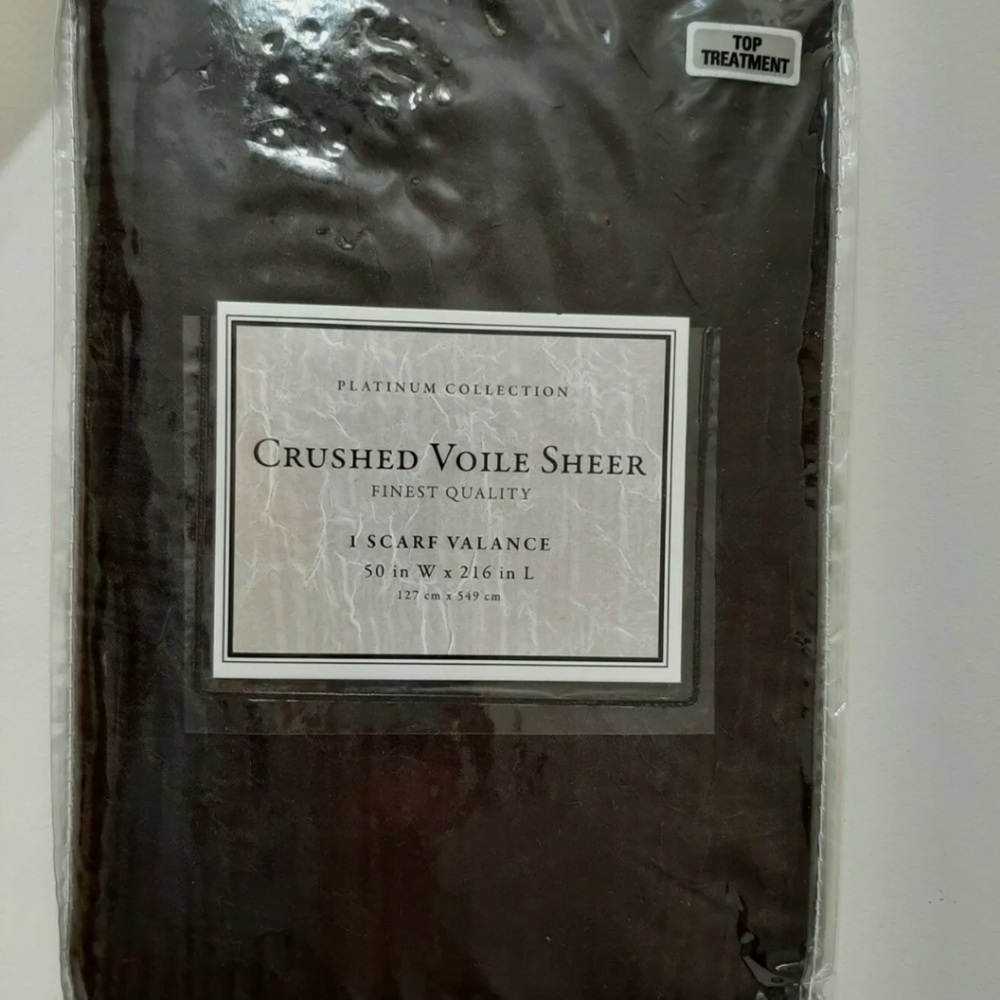 TOP
TREATMENT
PLATINUM COLLECTION
CRUSHED VOILE SHEER
FINEST QUALITY
1 SCARF VALANCE
50 in W x 216 in L
127 cm x 549 cm